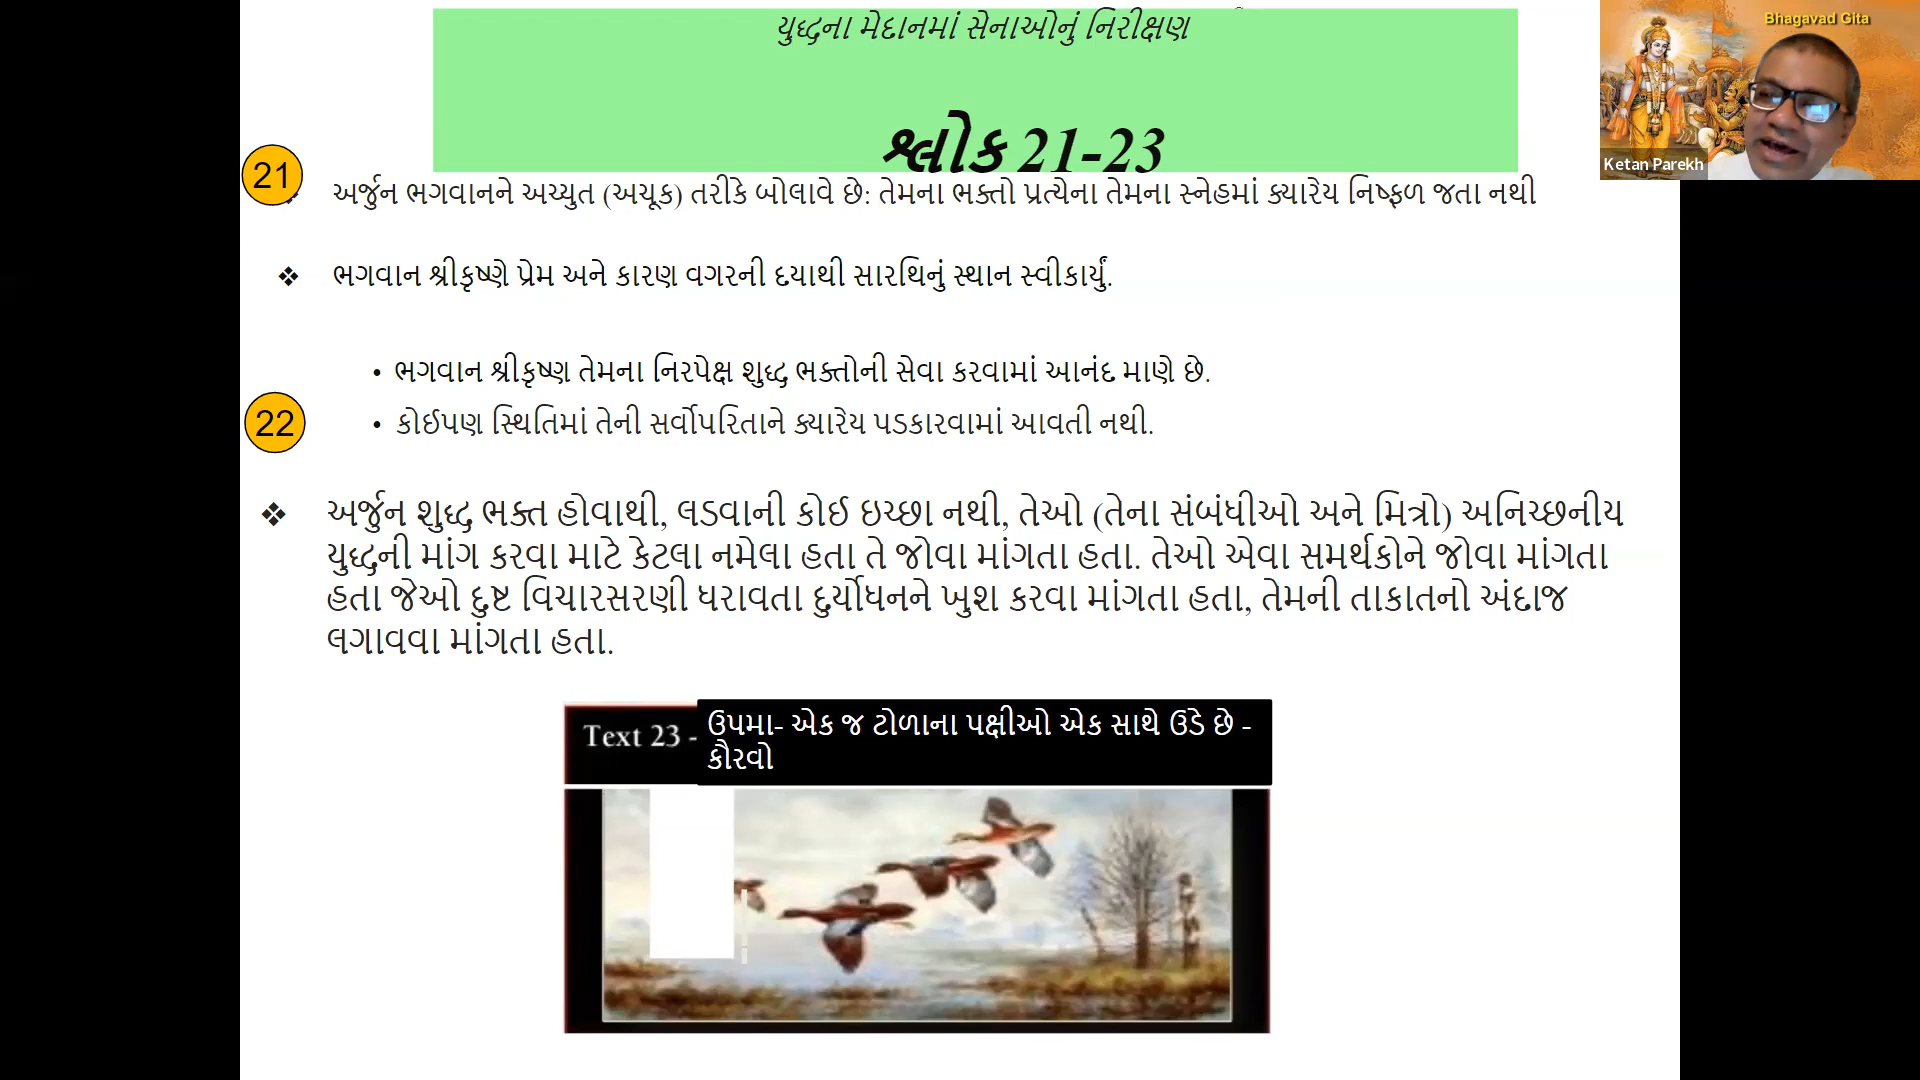 યુદ્ધના મેદાનમાં સેનાઓનું નિરીક્ષણ
શ્લોક 21-23
Bhagavad Gita
Ketan Parekh
21
અર્જુન ભગવાનને અચ્યુત (અચૂક) તરીકે બોલાવે છે: તેમના ભક્તો પ્રત્યેના તેમના સ્નેહમાં ક્યારેય નિષ્ફળ જતા નથી
❖ ભગવાન શ્રીકૃષ્ણે પ્રેમ અને કારણ વગરની દયાથી સારથિનું સ્થાન સ્વીકાર્યું.
• ભગવાન શ્રીકૃષ્ણ તેમના નિરપેક્ષ શુદ્ધ ભક્તોની સેવા કરવામાં આનંદ માણે છે.
22
• કોઈપણ સ્થિતિમાં તેની સર્વોપરિતાને ક્યારેય પડકારવામાં આવતી નથી.
❖ અર્જુન શુદ્ધ ભક્ત હોવાથી, લડવાની કોઈ ઇચ્છા નથી, તેઓ (તેના સંબંધીઓ અને મિત્રો) અનિચ્છનીય
યુદ્ધની માંગ કરવા માટે કેટલા નમેલા હતા તે જોવા માંગતા હતા. તેઓ એવા સમર્થકોને જોવા માંગતા
હતા જેઓ દુષ્ટ વિચારસરણી ધરાવતા દુર્યોધનને ખુશ કરવા માંગતા હતા, તેમની તાકાતનો અંદાજ
લગાવવા માંગતા હતા.
Text 23 - ઉપમા- એક જ ટોળાના પક્ષીઓ એક સાથે ઉડે છે -
કૌરવો